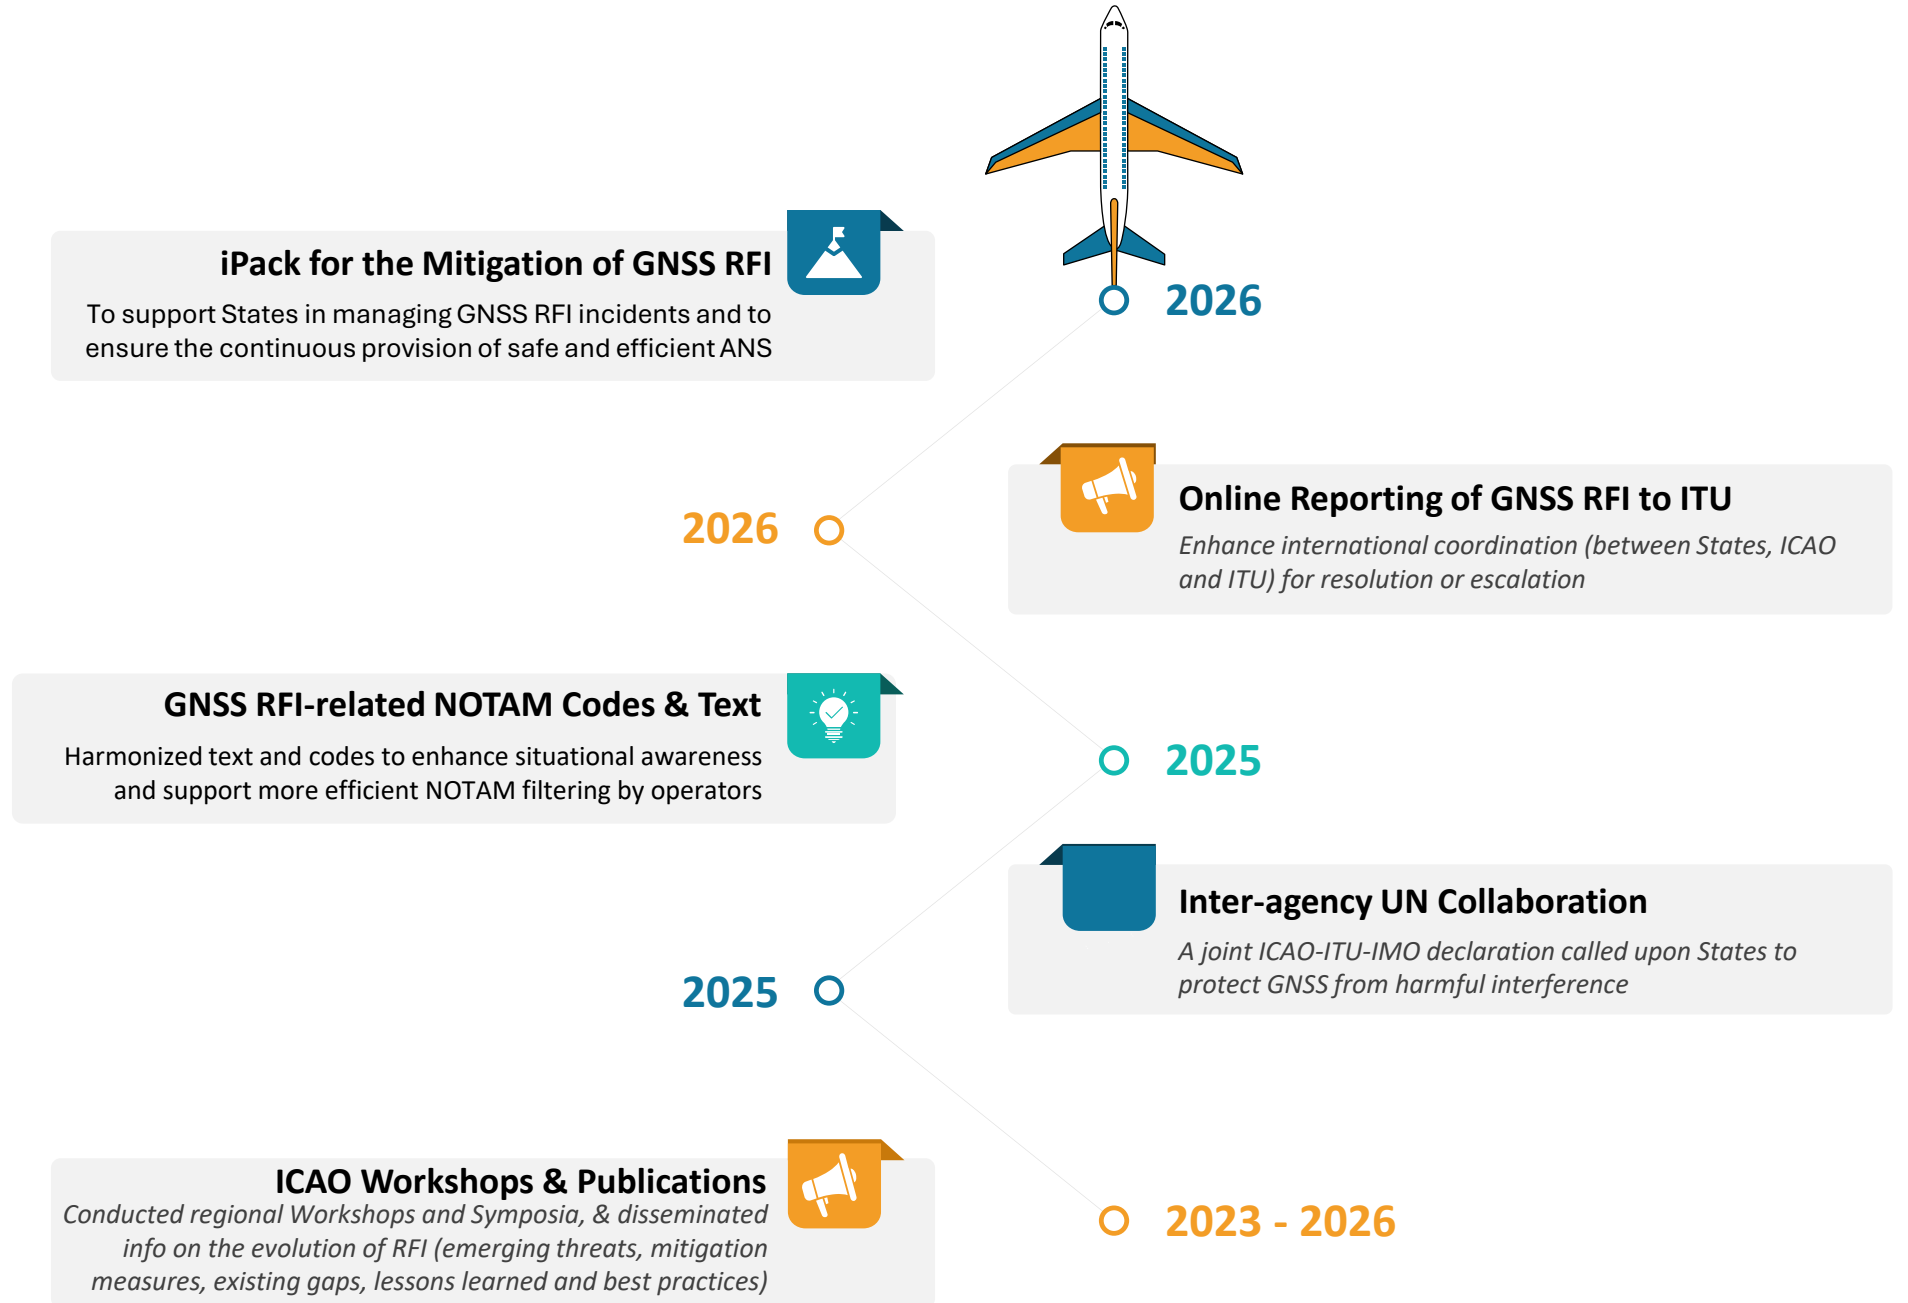 iPack for the Mitigation of GNSS RFI
To support States in managing GNSS RFI incidents and to
ensure the continuous provision of safe and efficient ANS
2026
2026
Online Reporting of GNSS RFI to ITU
Enhance international coordination (between States, ICAO
and ITU) for resolution or escalation
GNSS RFI-related NOTAM Codes & Text
Harmonized text and codes to enhance situational awareness
and support more efficient NOTAM filtering by operators
2025
2025
Inter-agency UN Collaboration
A joint ICAO-ITU-IMO declaration called upon States to
protect GNSS from harmful interference
ICAO Workshops & Publications
Conducted regional Workshops and Symposia, & disseminated
info on the evolution of RFI (emerging threats, mitigation
measures, existing gaps, lessons learned and best practices)
2023 - 2026